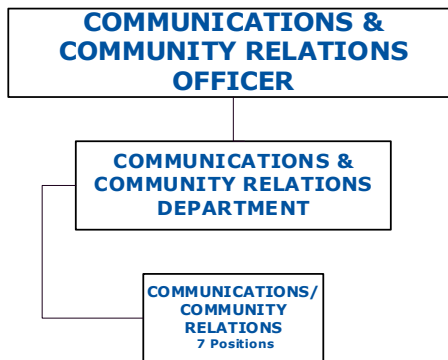 COMMUNICATIONS &
COMMUNITY RELATIONS
OFFICER
COMMUNICATIONS &
COMMUNITY RELATIONS
DEPARTMENT
COMMUNICATIONS/
COMMUNITY
RELATIONS
7 Positions